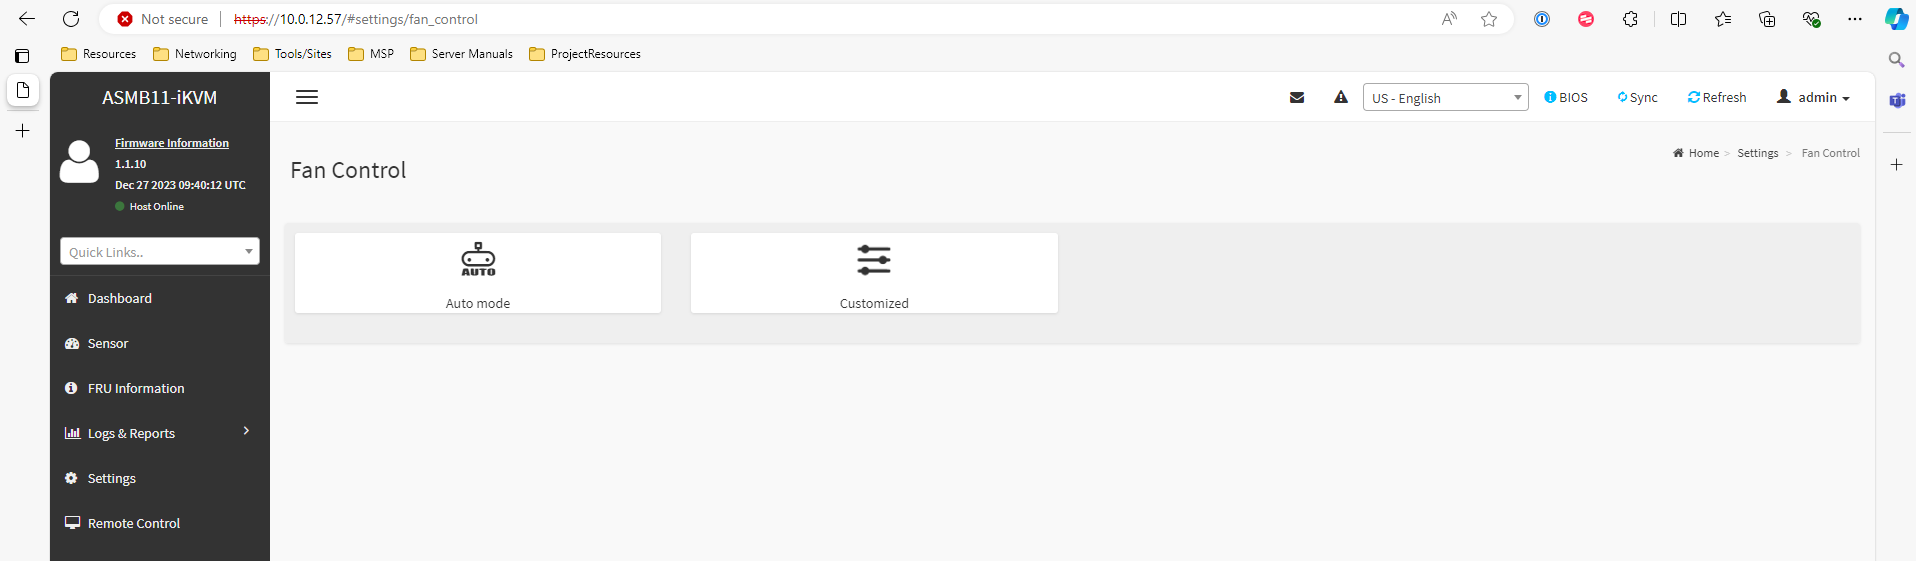 Not secure https://10.0.12.57/#settings/fan_control
Resources Networking Tools/Sites MSP Server Manuals ProjectResources
ASMB11-iKVM
US - English BIOS Sync Refresh admin
Firmware Information
1.1.10
Dec 27 2023 09:40:12 UTC
Host Online
Fan Control
Home > Settings > Fan Control
Quick Links..
AUTO
Auto mode
Customized
Dashboard
Sensor
FRU Information
Logs & Reports
Settings
Remote Control